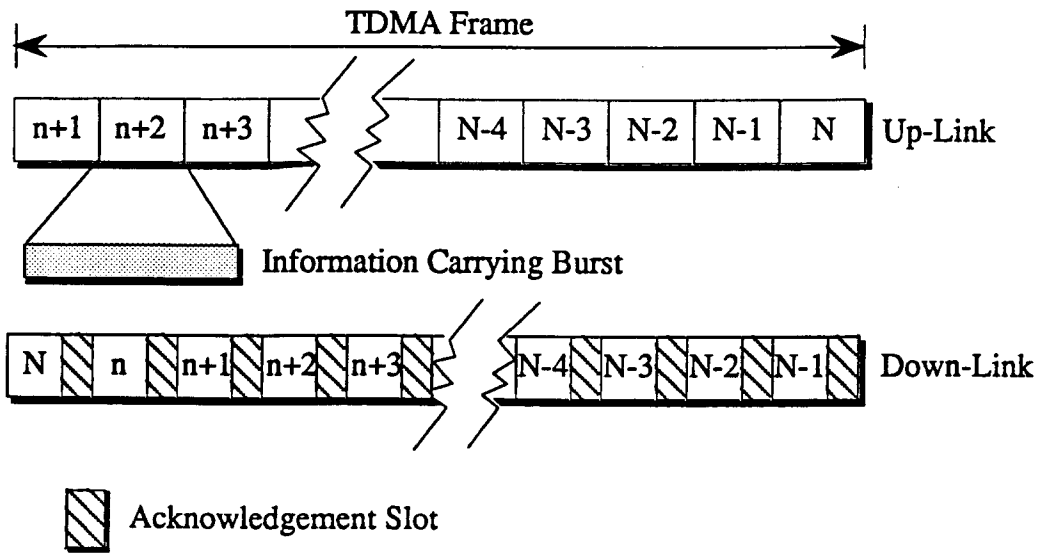 TDMA Frame
n+1 n+2 n+3 N-4 N-3 N-2 N-1 N Up-Link
Information Carrying Burst
N n n+1 n+2 n+3 N-4 N-3 N-2 N-1 Down-Link
Acknowledgement Slot